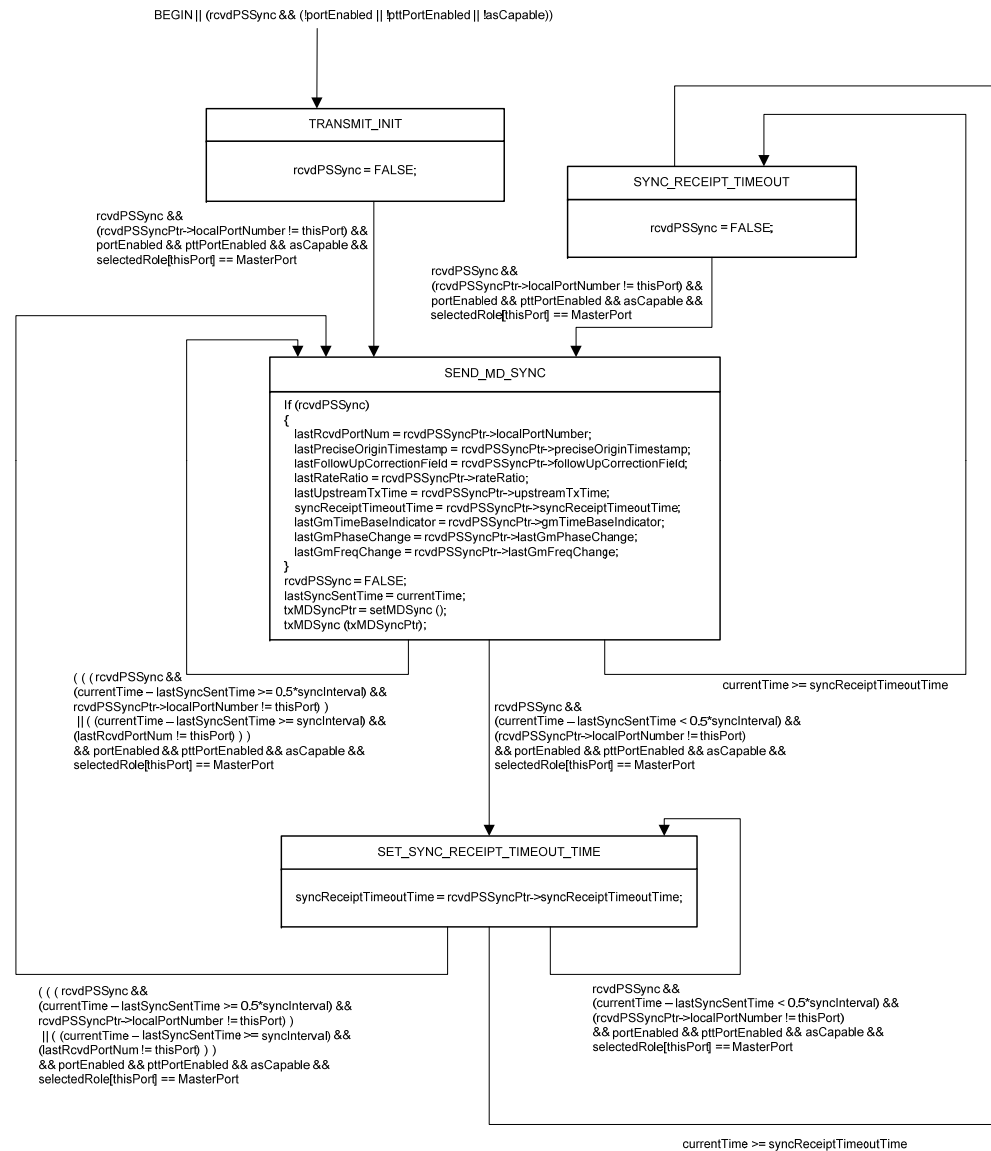 BEGIN || (rcvdPSSync && (!portEnabled || !pttPortEnabled || !asCapable))
TRANSMIT_INIT
rcvdPSSync = FALSE;
SYNC_RECEIPT_TIMEOUT
rcvdPSSync = FALSE;
rcvdPSSync &&
(rcvdPSSyncPtr->localPortNumber != thisPort) &&
portEnabled && pttPortEnabled && asCapable &&
selectedRole[thisPort] == MasterPort
rcvdPSSync &&
(rcvdPSSyncPtr->localPortNumber != thisPort) &&
portEnabled && pttPortEnabled && asCapable &&
selectedRole[thisPort] == MasterPort
SEND_MD_SYNC
If (rcvdPSSync)
{
lastRcvdPortNum = rcvdPSSyncPtr->localPortNumber;
lastPreciseOriginTimestamp = rcvdPSSyncPtr->preciseOriginTimestamp;
lastFollowUpCorrectionField = rcvdPSSyncPtr->followUpCorrectionField;
lastRateRatio = rcvdPSSyncPtr->rateRatio;
lastUpstreamTxTime = rcvdPSSyncPtr->upstreamTxTime;
syncReceiptTimeoutTime = rcvdPSSyncPtr->syncReceiptTimeoutTime;
lastGmTimeBaseIndicator = rcvdPSSyncPtr->gmTimeBaseIndicator;
lastGmPhaseChange = rcvdPSSyncPtr->lastGmPhaseChange;
lastGmFreqChange = rcvdPSSyncPtr->lastGmFreqChange;
}
rcvdPSSync = FALSE;
lastSyncSentTime = currentTime;
txMDSyncPtr = setMDSync ();
txMDSync (txMDSyncPtr);
( ( ( rcvdPSSync &&
(currentTime – lastSyncSentTime >= 0.5*syncInterval) &&
rcvdPSSyncPtr->localPortNumber != thisPort) )
|| ( (currentTime – lastSyncSentTime >= syncInterval) &&
(lastRcvdPortNum != thisPort) ) )
&& portEnabled && pttPortEnabled && asCapable &&
selectedRole[thisPort] == MasterPort
rcvdPSSync &&
(currentTime – lastSyncSentTime < 0.5*syncInterval) &&
(rcvdPSSyncPtr->localPortNumber != thisPort)
&& portEnabled && pttPortEnabled && asCapable &&
selectedRole[thisPort] == MasterPort
currentTime >= syncReceiptTimeoutTime
SET_SYNC_RECEIPT_TIMEOUT_TIME
syncReceiptTimeoutTime = rcvdPSSyncPtr->syncReceiptTimeoutTime;
( ( ( rcvdPSSync &&
(currentTime – lastSyncSentTime >= 0.5*syncInterval) &&
rcvdPSSyncPtr->localPortNumber != thisPort) )
|| ( (currentTime – lastSyncSentTime >= syncInterval) &&
(lastRcvdPortNum != thisPort) ) )
&& portEnabled && pttPortEnabled && asCapable &&
selectedRole[thisPort] == MasterPort
rcvdPSSync &&
(currentTime – lastSyncSentTime < 0.5*syncInterval) &&
(rcvdPSSyncPtr->localPortNumber != thisPort)
&& portEnabled && pttPortEnabled && asCapable &&
selectedRole[thisPort] == MasterPort
currentTime >= syncReceiptTimeoutTime